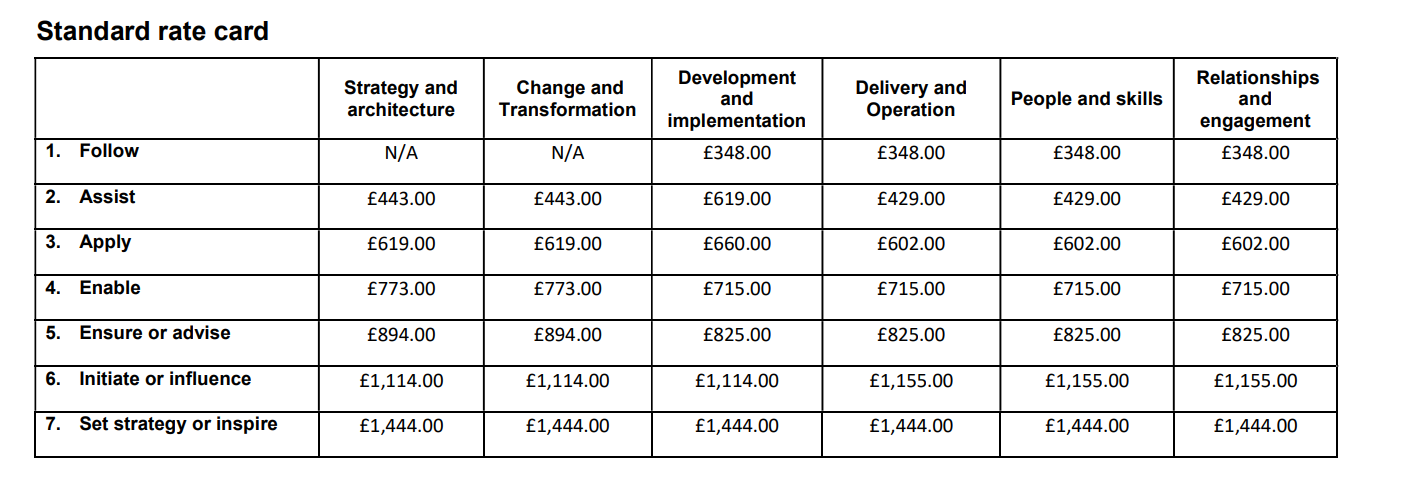 Standard rate card
Strategy and architecture Change and Transformation Development and implementation Delivery and Operation People and skills Relationships and engagement
1. Follow N/A N/A £348.00 £348.00 £348.00 £348.00
2. Assist £443.00 £443.00 £619.00 £429.00 £429.00 £429.00
3. Apply £619.00 £619.00 £660.00 £602.00 £602.00 £602.00
4. Enable £773.00 £773.00 £715.00 £715.00 £715.00 £715.00
5. Ensure or advise £894.00 £894.00 £825.00 £825.00 £825.00 £825.00
6. Initiate or influence £1,114.00 £1,114.00 £1,114.00 £1,155.00 £1,155.00 £1,155.00
7. Set strategy or inspire £1,444.00 £1,444.00 £1,444.00 £1,444.00 £1,444.00 £1,444.00